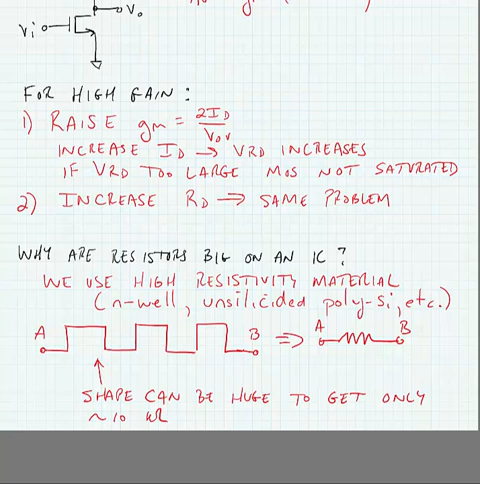 Vo
Vi
FOR HIGH GAIN:
1) RAISE gm = 2ID / VOV
INCREASE ID → VRD INCREASES
IF VRD TOO LARGE MOS NOT SATURATED
2) INCREASE RD → SAME PROBLEM
WHY ARE RESISTORS BIG ON AN IC?
WE USE HIGH RESISTIVITY MATERIAL
(n-well, unsilicided poly-Si, etc.)
A B ⇒ A B
SHAPE CAN BE HUGE TO GET ONLY
~10 kΩ